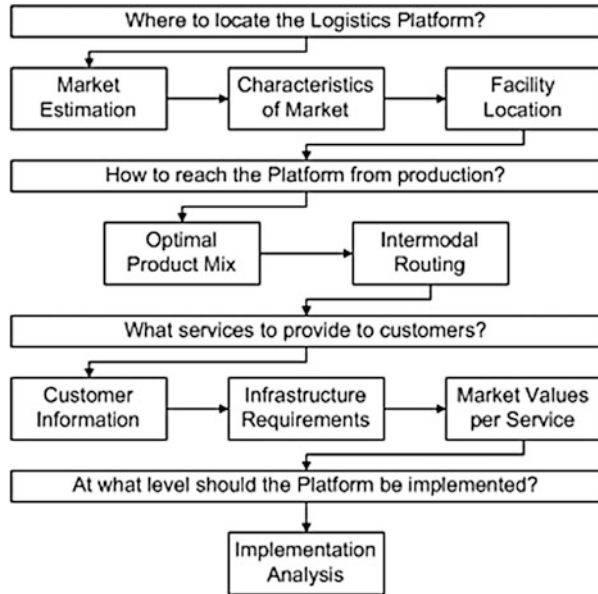 Where to locate the Logistics Platform?
Market
Estimation
Characteristics
of Market
Facility
Location
How to reach the Platform from production?
Optimal
Product Mix
Intermodal
Routing
What services to provide to customers?
Customer
Information
Infrastructure
Requirements
Market Values
per Service
At what level should the Platform be implemented?
Implementation
Analysis